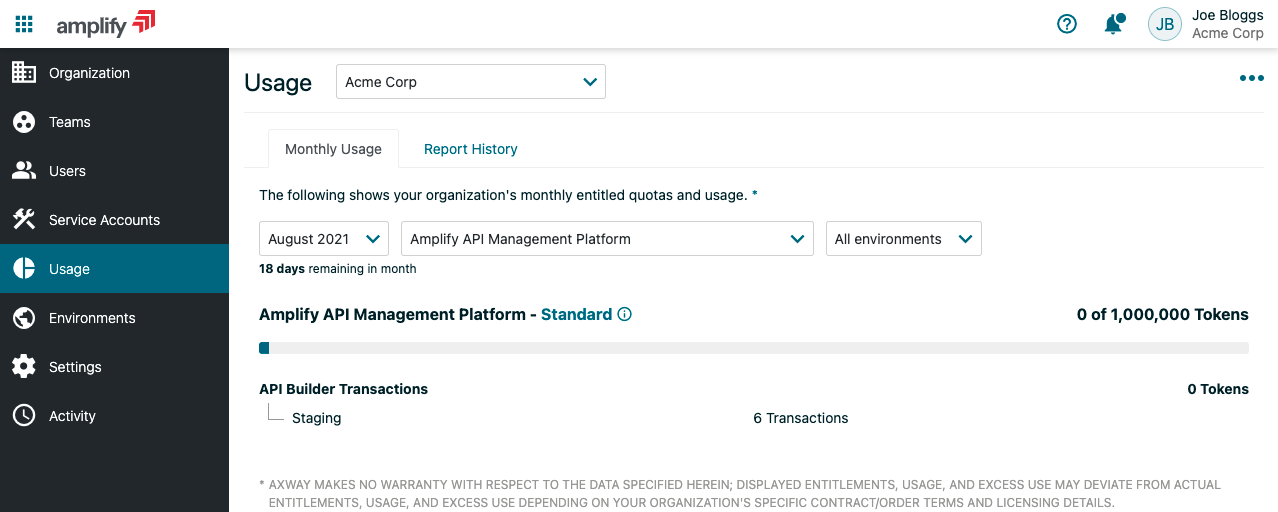 amplify
JB
Joe Bloggs
Acme Corp
Organization
Teams
Users
Service Accounts
Usage
Environments
Settings
Activity
Usage
Acme Corp
Monthly Usage
Report History
The following shows your organization's monthly entitled quotas and usage. *
August 2021
Amplify API Management Platform
All environments
18 days remaining in month
Amplify API Management Platform - Standard
0 of 1,000,000 Tokens
API Builder Transactions
0 Tokens
Staging
6 Transactions
* AXWAY MAKES NO WARRANTY WITH RESPECT TO THE DATA SPECIFIED HEREIN; DISPLAYED ENTITLEMENTS, USAGE, AND EXCESS USE MAY DEVIATE FROM ACTUAL
ENTITLEMENTS, USAGE, AND EXCESS USE DEPENDING ON YOUR ORGANIZATION'S SPECIFIC CONTRACT/ORDER TERMS AND LICENSING DETAILS.